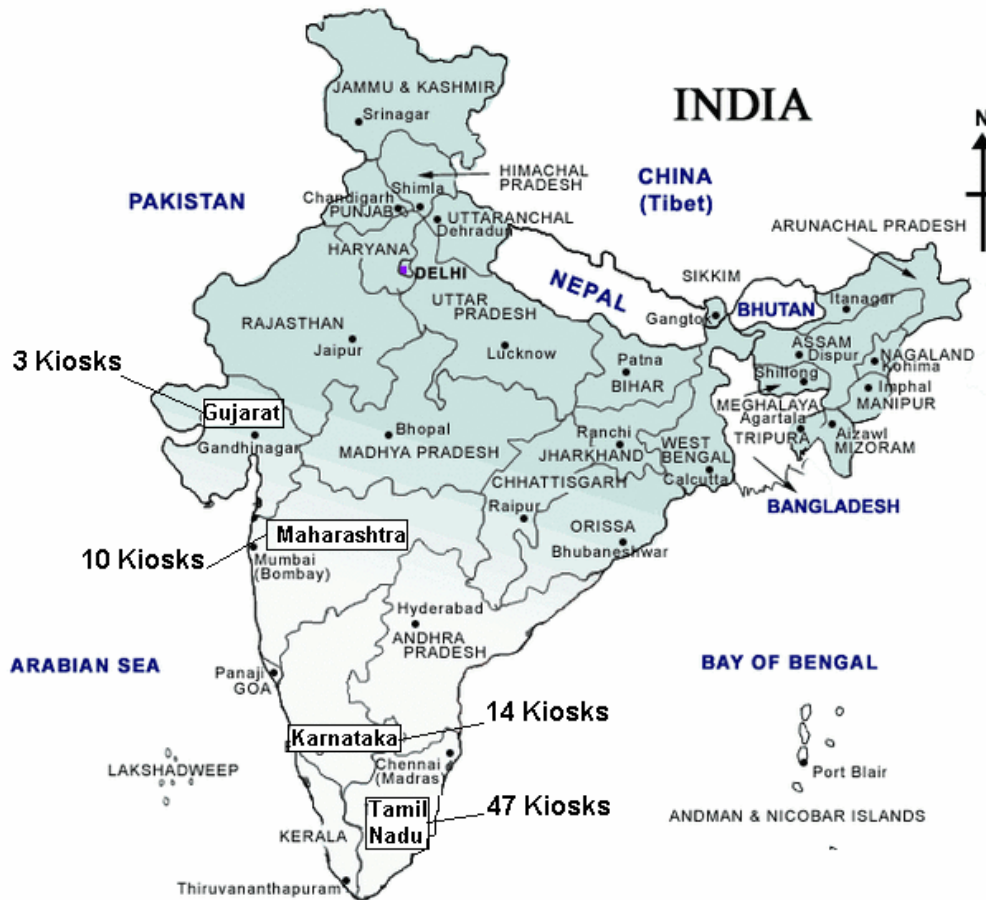 INDIA
N
JAMMU & KASHMIR
Srinagar
HIMACHAL
PRADESH
CHINA
(Tibet)
PAKISTAN
Shimla
Chandigarh
PUNJAB
UTTARANCHAL
Dehradun
ARUNACHAL PRADESH
HARYANA
DELHI
NEPAL
SIKKIM
BHUTAN
Itanagar
Gangtok
UTTAR
PRADESH
RAJASTHAN
Jaipur
Lucknow
ASSAM
Dispur
NAGALAND
Kohima
Patna
BIHAR
Shillong
Imphal
MANIPUR
3 Kiosks
Gujarat
Gandhinagar
MEGHALAYA
Agartala
TRIPURA
Aizawl
MIZORAM
Bhopal
MADHYA PRADESH
Ranchi
JHARKHAND
WEST
BENGAL
Calcutta
CHHATTISGARH
Raipur
BANGLADESH
ORISSA
Bhubaneshwar
Maharashtra
10 Kiosks
Mumbai
(Bombay)
Hyderabad
ANDHRA
PRADESH
ARABIAN SEA
BAY OF BENGAL
Panaji
GOA
14 Kiosks
Karnataka
Chennai
(Madras)
LAKSHADWEEP
Port Blair
Tamil
Nadu
47 Kiosks
ANDMAN & NICOBAR ISLANDS
KERALA
Thiruvananthapuram